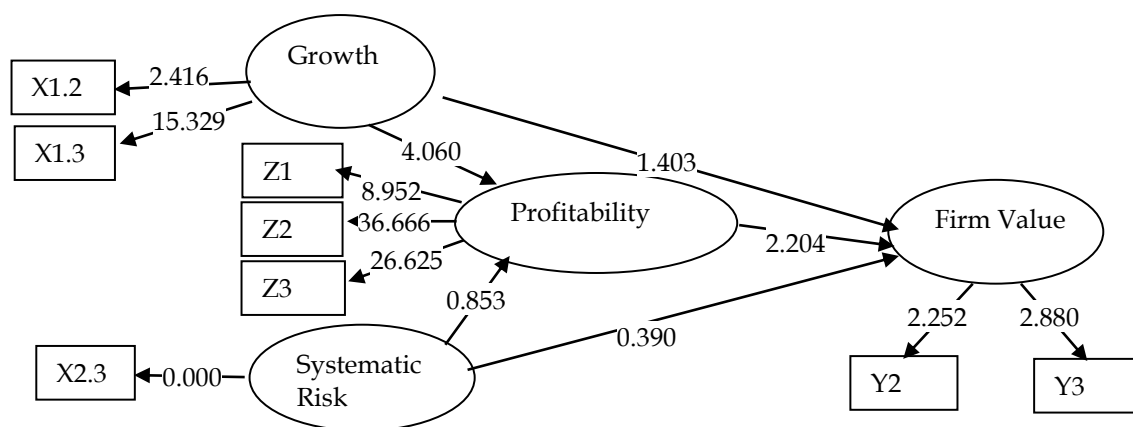 Growth
X1.2
2.416
15.329
X1.3
4.060
Z1
8.952
1.403
Profitability
Firm Value
Z2
36.666
2.204
Z3
26.625
0.853
2.252
2.880
0.390
X2.3
0.000
Systematic
Risk
Y2
Y3